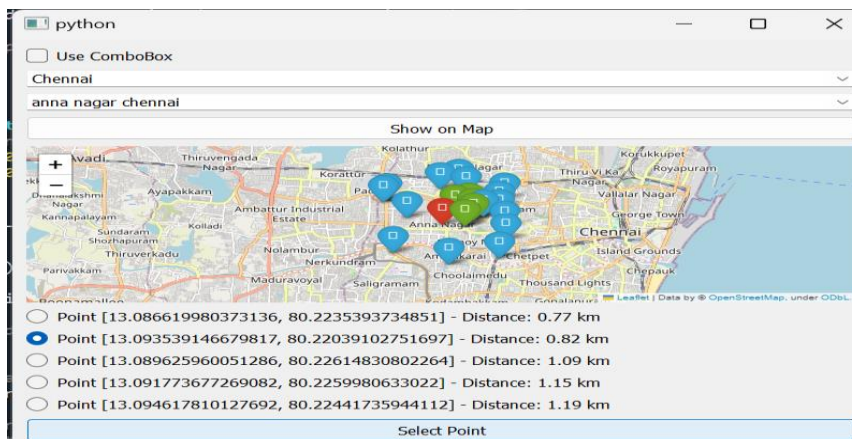 python
Use ComboBox
Chennai
anna nagar chennai
Show on Map
+
−
Avadi
Thiruvengada
Nagar
Kolathur
Korattur
Nagar
Thiru Vi Ka
Nagar
Korukkupet
Royapuram
Ayapakkam
Ambattur Industrial
Estate
Vallalar Nagar
George Town
Kannapalayam
Kolladi
Anna Nagar
Chennai
Sundaram
Shozhapuram
Thiruverkadu
Nolambur
Nerkundram
Chetpet
Island Grounds
Parivakkam
Maduravoyal
Saligramam
Choolaimedu
Thousand Lights
Chepauk
Leaflet | Data by © OpenStreetMap, under ODbL.
Point [13.086619980373136, 80.2235393734851] - Distance: 0.77 km
Point [13.093539146679817, 80.22039102751697] - Distance: 0.82 km
Point [13.089625960051286, 80.22614830802264] - Distance: 1.09 km
Point [13.091773677269082, 80.2259980633022] - Distance: 1.15 km
Point [13.094617810127692, 80.22441735944112] - Distance: 1.19 km
Select Point